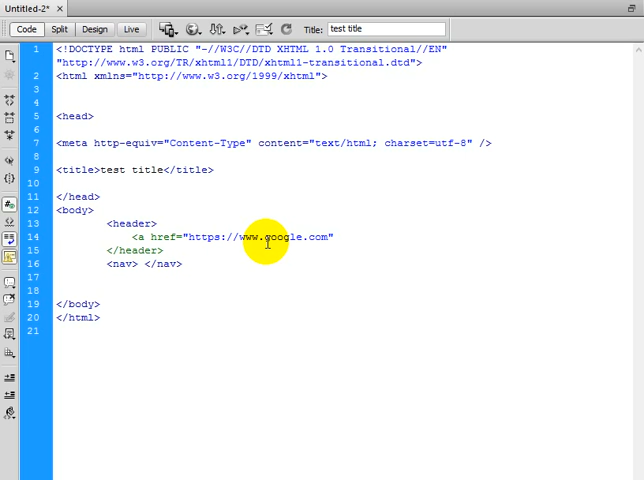 Untitled-2* ×
Code Split Design Live Title: test title
1 <!DOCTYPE html PUBLIC "-//W3C//DTD XHTML 1.0 Transitional//EN"
"http://www.w3.org/TR/xhtml1/DTD/xhtml1-transitional.dtd">
2 <html xmlns="http://www.w3.org/1999/xhtml">
3
4
5 <head>
6
7 <meta http-equiv="Content-Type" content="text/html; charset=utf-8" />
8
9 <title>test title</title>
10
11 </head>
12 <body>
13 <header>
14 <a href="https://www.google.com"
15 </header>
16 <nav> </nav>
17
18
19 </body>
20 </html>
21